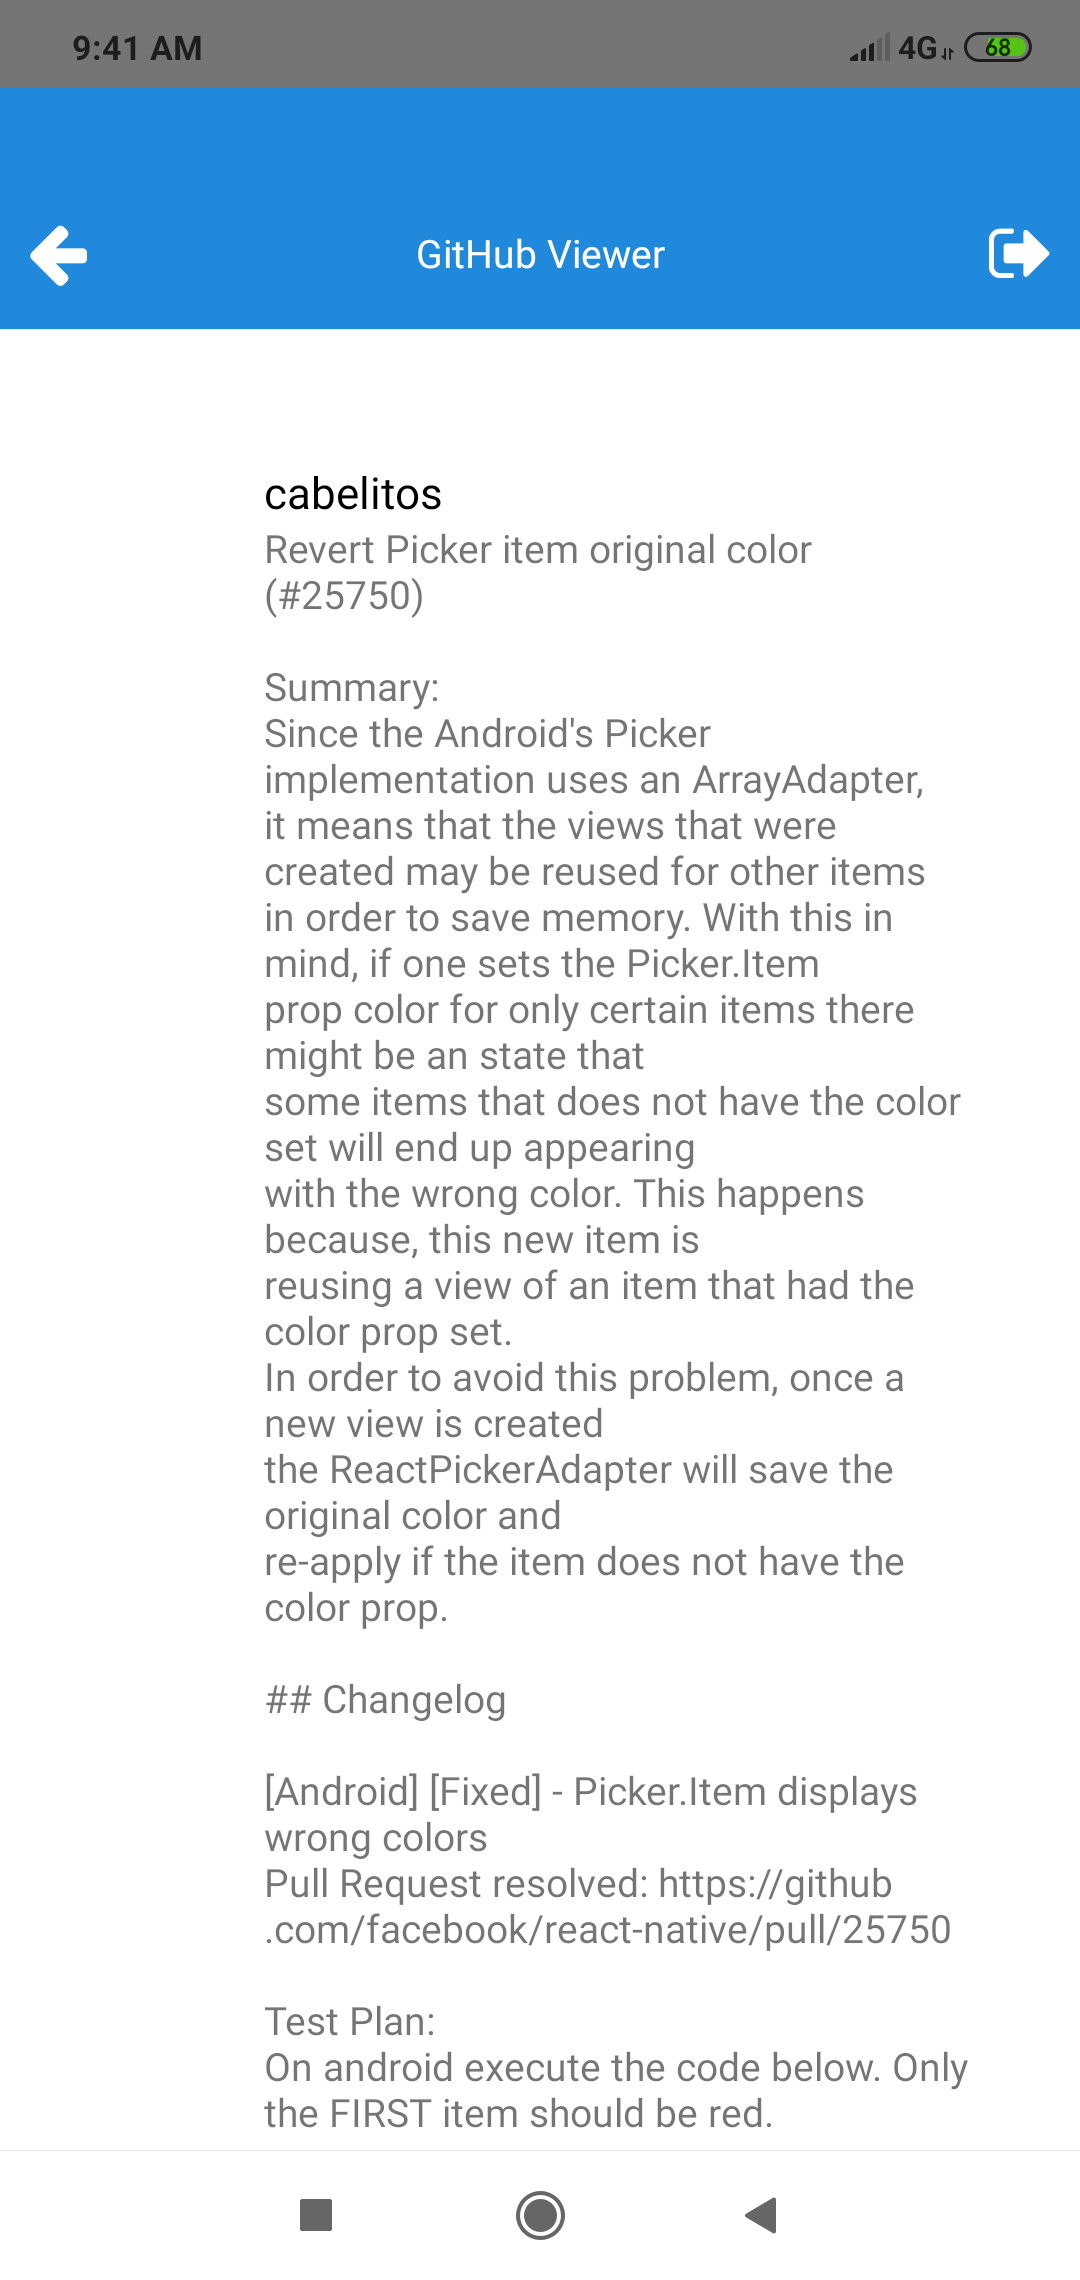 9:41 AM
4G
68
GitHub Viewer
cabelitos
Revert Picker item original color
(#25750)
Summary:
Since the Android's Picker
implementation uses an ArrayAdapter,
it means that the views that were
created may be reused for other items
in order to save memory. With this in
mind, if one sets the Picker.Item
prop color for only certain items there
might be an state that
some items that does not have the color
set will end up appearing
with the wrong color. This happens
because, this new item is
reusing a view of an item that had the
color prop set.
In order to avoid this problem, once a
new view is created
the ReactPickerAdapter will save the
original color and
re-apply if the item does not have the
color prop.
## Changelog
[Android] [Fixed] - Picker.Item displays
wrong colors
Pull Request resolved: https://github
.com/facebook/react-native/pull/25750
Test Plan:
On android execute the code below. Only
the FIRST item should be red.